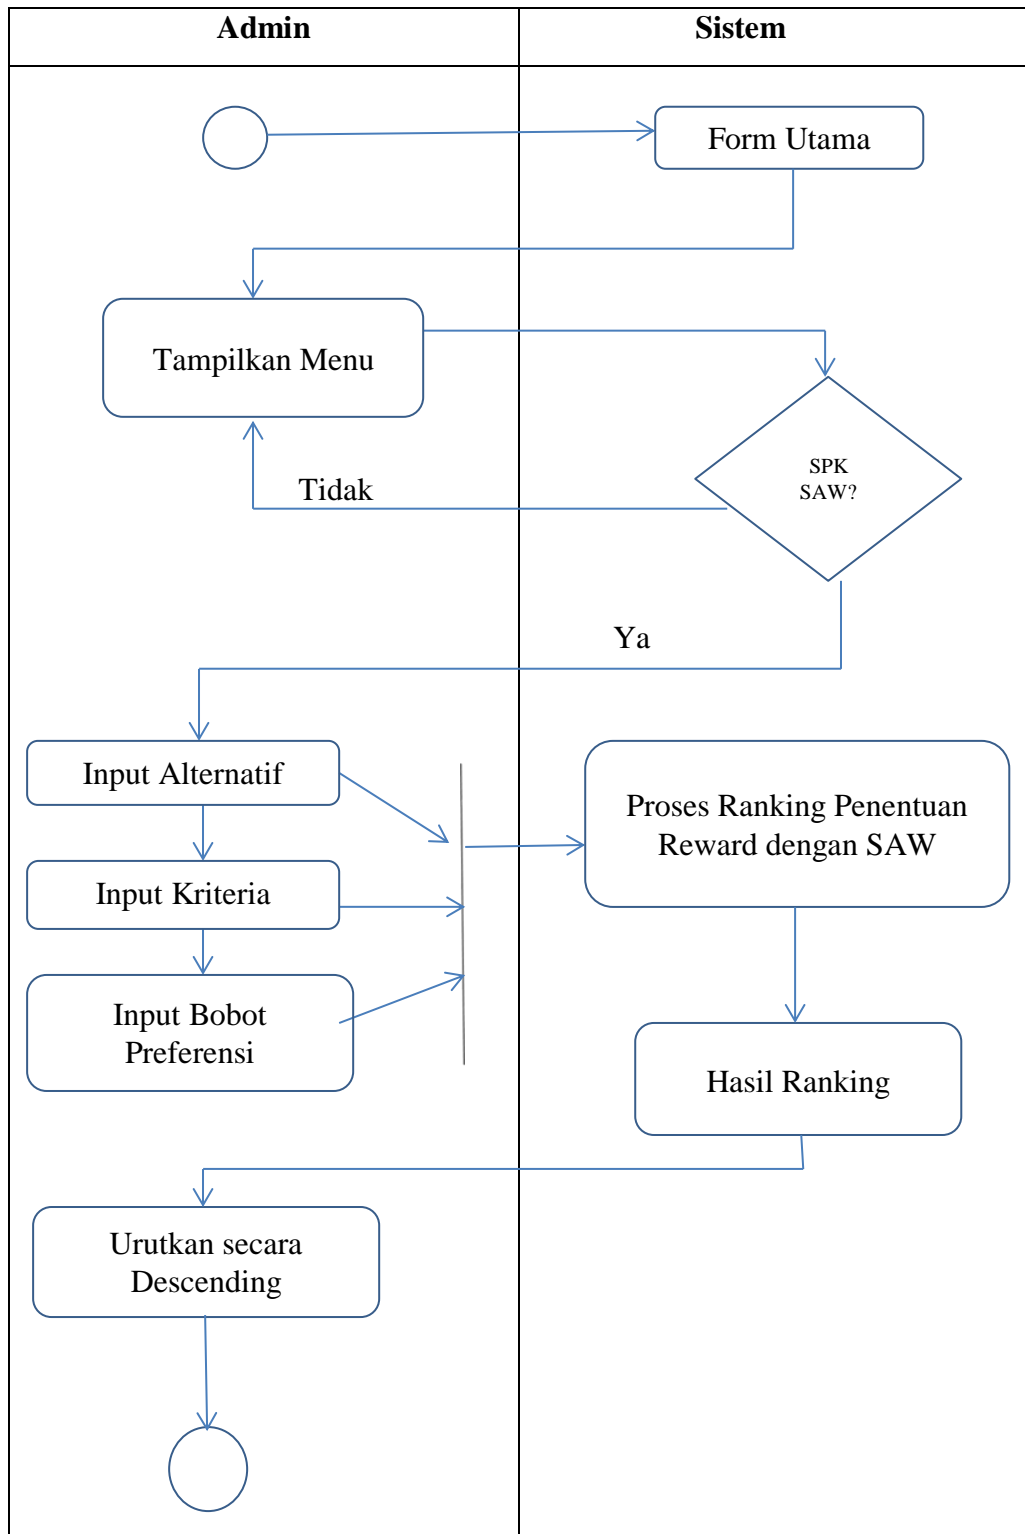 Admin
Sistem
Form Utama
Tampilkan Menu
SPK
SAW?
Tidak
Ya
Input Alternatif
Proses Ranking Penentuan
Reward dengan SAW
Input Kriteria
Input Bobot
Preferensi
Hasil Ranking
Urutkan secara
Descending